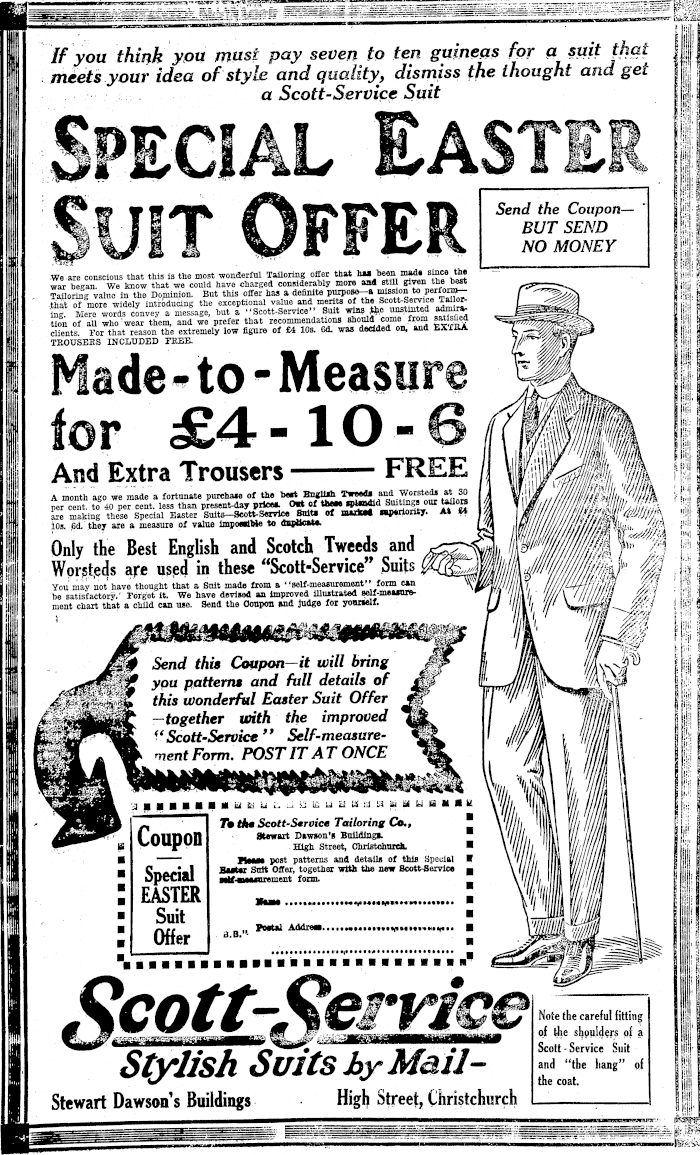 If you think you must pay seven to ten guineas for a suit that
meets your idea of style and quality, dismiss the thought and get
a Scott-Service Suit
SPECIAL EASTER
SUIT OFFER
Send the Coupon—
BUT SEND
NO MONEY
We are conscious that this is the most wonderful Tailoring offer that has been made since the
war began. We know that we could have charged considerably more and still given the best
Tailoring value in the Dominion. But this offer has a definite purpose—a mission to perform—
that of more widely introducing the exceptional value and merits of the Scott-Service Tailor-
ing. Mere words convey a message, but a "Scott-Service" Suit wins the unstinted admira-
tion of all who wear them, and we prefer that recommendations should come from satisfied
clients. For that reason the extremely low figure of £4 10s. 6d. was decided on, and EXTRA
TROUSERS INCLUDED FREE.
Made-to-Measure
for £4-10-6
And Extra Trousers —— FREE
A month ago we made a fortunate purchase of the best English Tweeds and Worsteds at 30
per cent. to 40 per cent. less than present-day prices. Out of these splendid Suitings our tailors
are making these Special Easter Suits—Scott-Service Suits of marked superiority. At £4
10s. 6d. they are a measure of value impossible to duplicate.
Only the Best English and Scotch Tweeds and
Worsteds are used in these "Scott-Service" Suits
You may not have thought that a Suit made from a "self-measurement" form can
be satisfactory. Forget it. We have devised an improved illustrated self-measure-
ment chart that a child can use. Send the Coupon and judge for yourself.
Send this Coupon—it will bring
you patterns and full details of
this wonderful Easter Suit Offer
—together with the improved
"Scott-Service" Self-measure-
ment Form. POST IT AT ONCE
Coupon
Special
EASTER
Suit
Offer
To the Scott-Service Tailoring Co.,
Stewart Dawson's Buildings
High Street, Christchurch.
Please post patterns and details of this Special
Easter Suit Offer, together with the new Scott-Service
self-measurement form.
Name ..............................
Postal Address..............................
B.B."
..............................
Scott-Service
Stylish Suits by Mail-
Stewart Dawson's Buildings High Street, Christchurch
Note the careful fitting
of the shoulders of a
Scott-Service Suit
and "the hang" of
the coat.